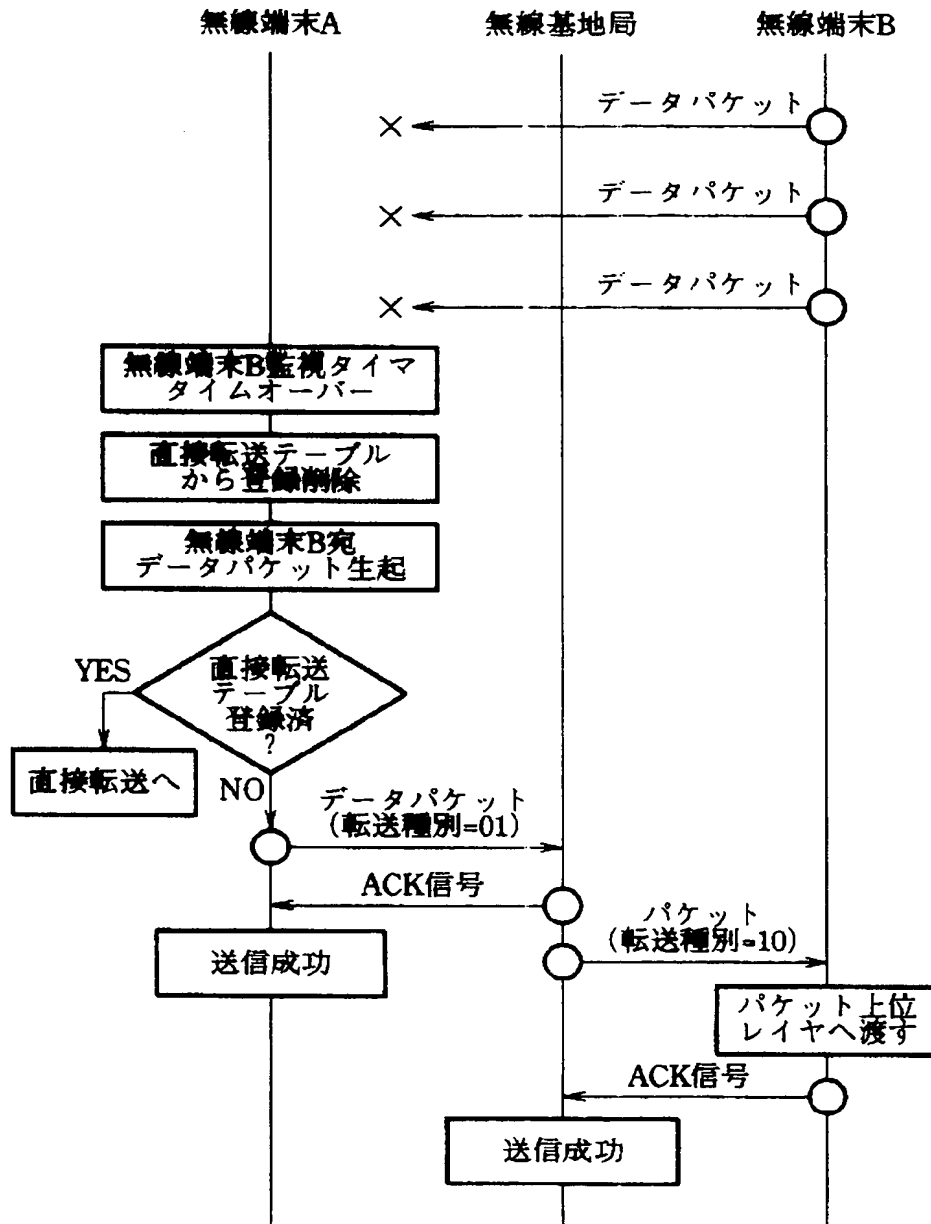 無線端末A
無線基地局
無線端末B
データパケット
×
データパケット
×
データパケット
×
無線端末B監視タイマ
タイムオーバー
直接転送テーブル
から登録削除
無線端末B宛
データパケット生起
YES
直接転送
テーブル
登録済
?
直接転送へ
NO
データパケット
(転送種別=01)
ACK信号
パケット
(転送種別=10)
送信成功
パケット上位
レイヤへ渡す
ACK信号
送信成功